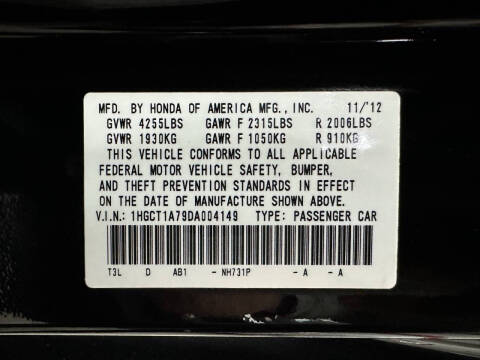 MFD. BY HONDA OF AMERICA MFG., INC. 11/'12
GVWR 4255LBS GAWR F 2315LBS R 2006LBS
GVWR 1930KG GAWR F 1050KG R 910KG
THIS VEHICLE CONFORMS TO ALL APPLICABLE
FEDERAL MOTOR VEHICLE SAFETY, BUMPER,
AND THEFT PREVENTION STANDARDS IN EFFECT
ON THE DATE OF MANUFACTURE SHOWN ABOVE.
V.I.N.: 1HGCT1A79DA004149 TYPE: PASSENGER CAR
T3L D AB1 - NH731P - A - A